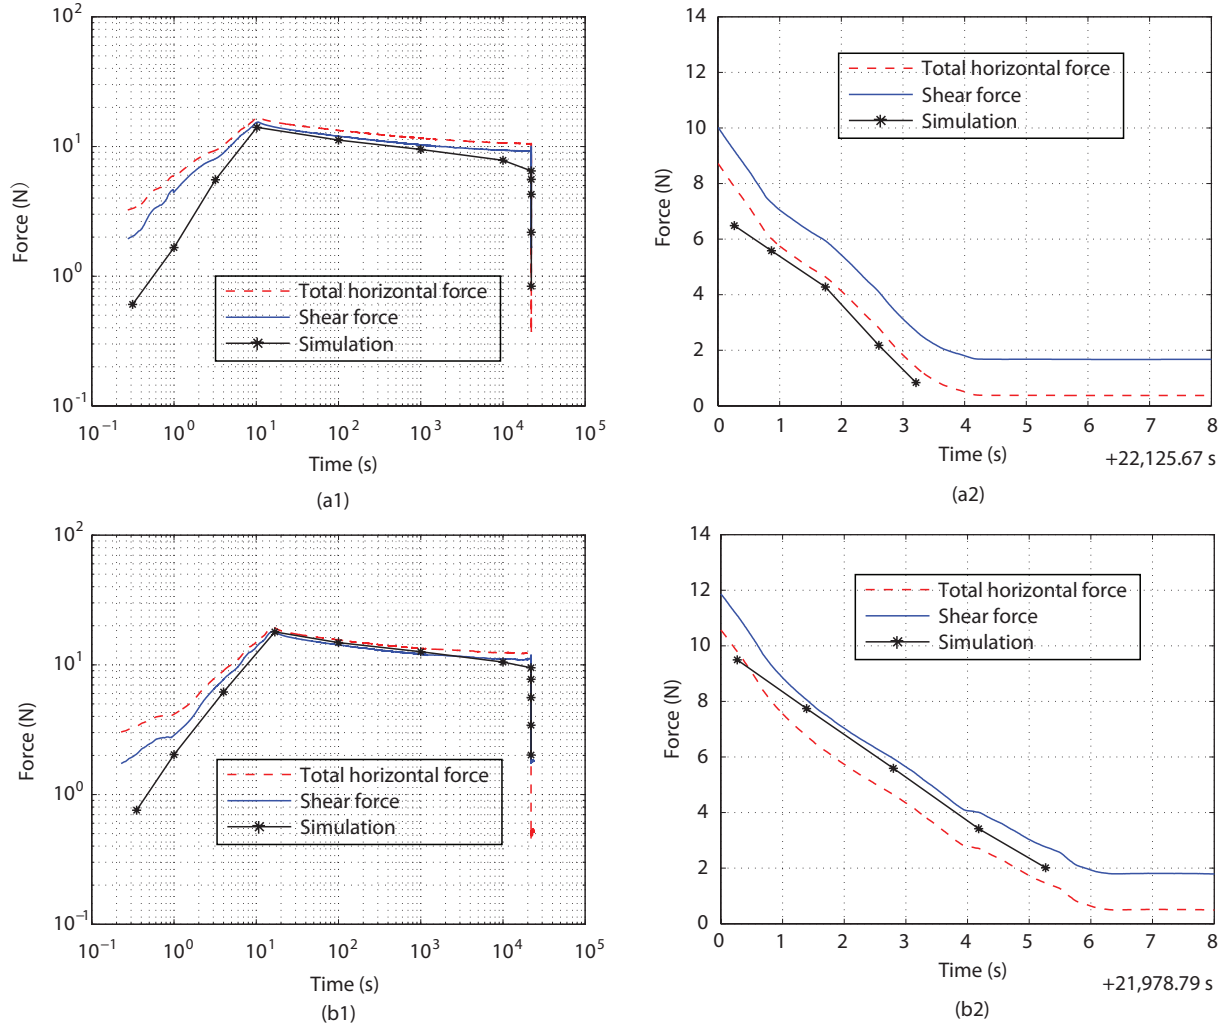 10^2
10^1
10^0
10^-1
Force (N)
Total horizontal force
Shear force
Simulation
10^-1 10^0 10^1 10^2 10^3 10^4 10^5
Time (s)
(a1)
14
12
10
8
6
4
2
0
Force (N)
Total horizontal force
Shear force
Simulation
0 1 2 3 4 5 6 7 8
Time (s)
+22,125.67 s
(a2)
10^2
10^1
10^0
10^-1
Force (N)
Total horizontal force
Shear force
Simulation
10^-1 10^0 10^1 10^2 10^3 10^4 10^5
Time (s)
(b1)
14
12
10
8
6
4
2
0
Force (N)
Total horizontal force
Shear force
Simulation
0 1 2 3 4 5 6 7 8
Time (s)
+21,978.79 s
(b2)